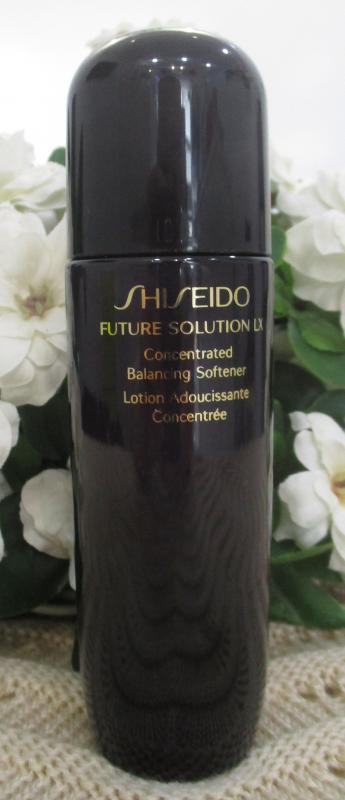 SHISEIDO
FUTURE SOLUTION LX
Concentrated
Balancing Softener
Lotion Adoucissante
Concentrée